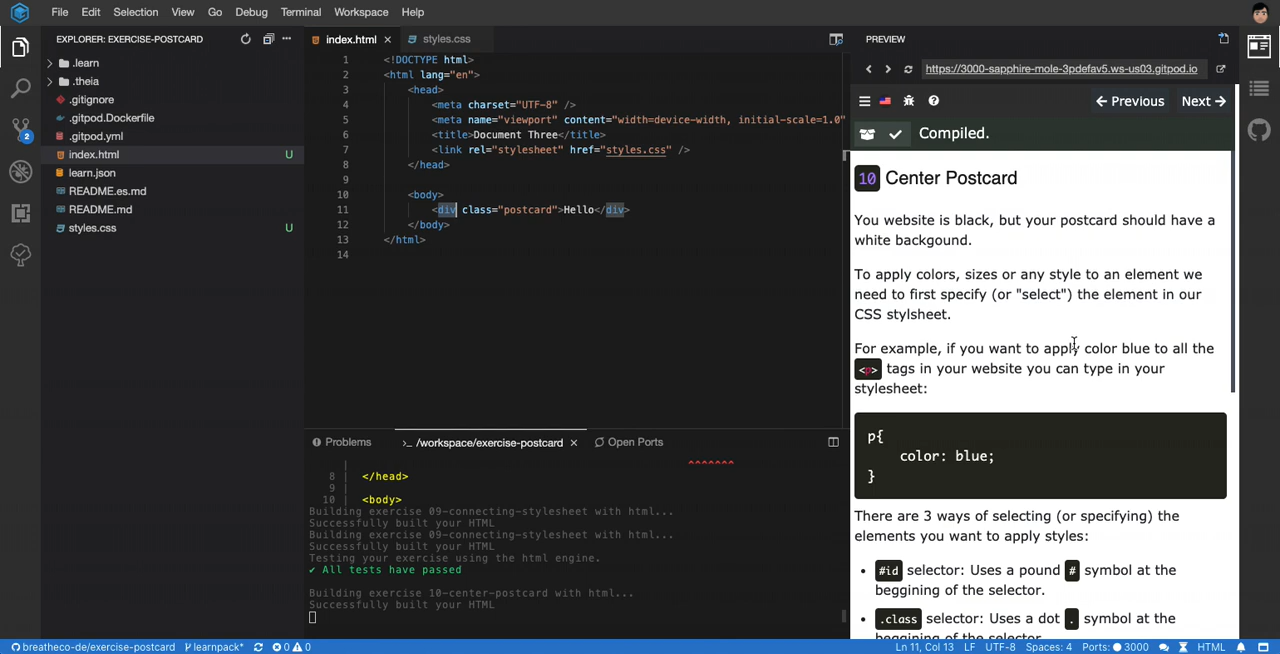 File Edit Selection View Go Debug Terminal Workspace Help
EXPLORER: EXERCISE-POSTCARD
.learn
.theia
.gitignore
.gitpod.Dockerfile
.gitpod.yml
index.html U
learn.json
README.es.md
README.md
styles.css U
2
index.html × styles.css
1 <!DOCTYPE html>
2 <html lang="en">
3 <head>
4 <meta charset="UTF-8" />
5 <meta name="viewport" content="width=device-width, initial-scale=1.0"
6 <title>Document Three</title>
7 <link rel="stylesheet" href="styles.css" />
8 </head>
9
10 <body>
11 <div class="postcard">Hello</div>
12 </body>
13 </html>
14
Problems >_ /workspace/exercise-postcard × Open Ports
| ^^^^^^^
8 | </head>
9 |
10 | <body>
Building exercise 09-connecting-stylesheet with html...
Successfully built your HTML
Building exercise 09-connecting-stylesheet with html...
Successfully built your HTML
Testing your exercise using the html engine.
✔ All tests have passed
Building exercise 10-center-postcard with html...
Successfully built your HTML
PREVIEW
https://3000-sapphire-mole-3pdefav5.ws-us03.gitpod.io
← Previous Next →
Compiled.
10 Center Postcard
You website is black, but your postcard should have a
white backgound.
To apply colors, sizes or any style to an element we
need to first specify (or "select") the element in our
CSS stylsheet.
For example, if you want to apply color blue to all the
<p> tags in your website you can type in your
stylesheet:
p{
color: blue;
}
There are 3 ways of selecting (or specifying) the
elements you want to apply styles:
• #id selector: Uses a pound # symbol at the
beggining of the selector.
• .class selector: Uses a dot . symbol at the
beggining of the selector.
breatheco-de/exercise-postcard learnpack* 0 0 Ln 11, Col 13 LF UTF-8 Spaces: 4 Ports: 3000 HTML